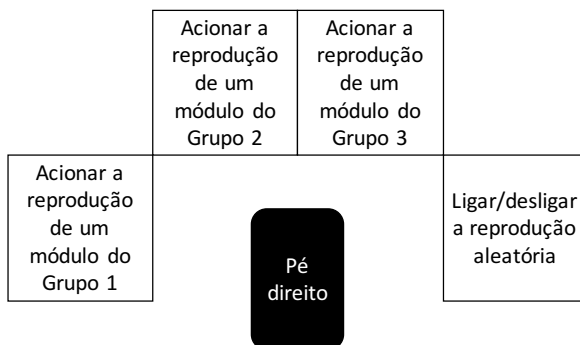 Acionar a
reprodução
de um
módulo do
Grupo 2
Acionar a
reprodução
de um
módulo do
Grupo 3
Acionar a
reprodução
de um
módulo do
Grupo 1
Ligar/desligar
a reprodução
aleatória
Pé
direito